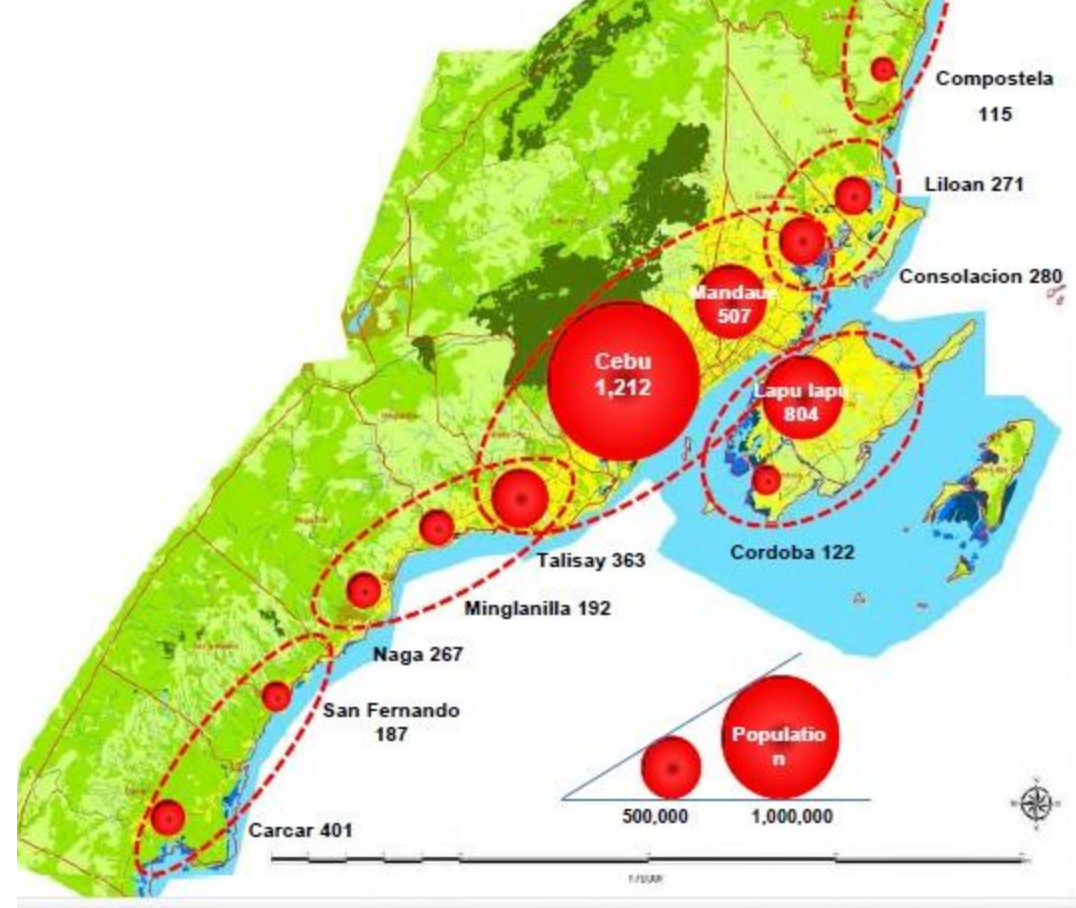 Compostela
115
Liloan 271
Consolacion 280
Mandaue
507
Cebu
1,212
Lapu lapu
804
Talisay 363
Cordoba 122
Minglanilla 192
Naga 267
San Fernando
187
Populatio
n
500,000
1,000,000
Carcar 401